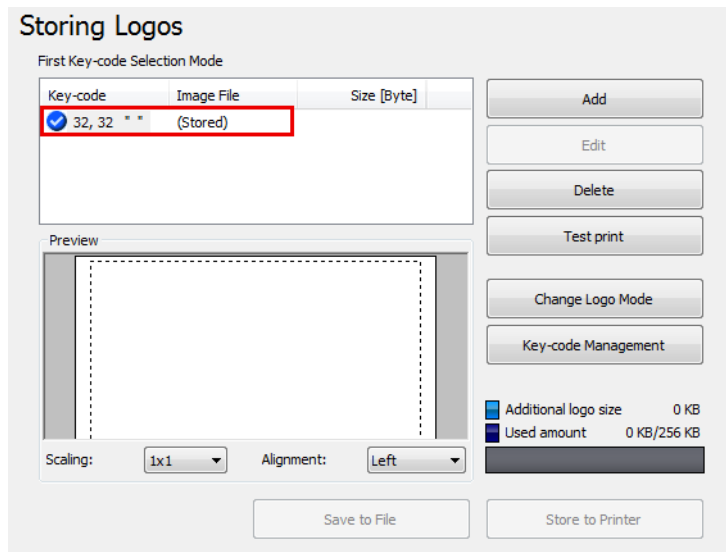 Storing Logos
First Key-code Selection Mode
Key-code Image File Size [Byte]
32, 32 " " (Stored)
Add
Edit
Delete
Test print
Preview
Change Logo Mode
Key-code Management
Additional logo size 0 KB
Used amount 0 KB/256 KB
Scaling: 1x1 Alignment: Left
Save to File Store to Printer